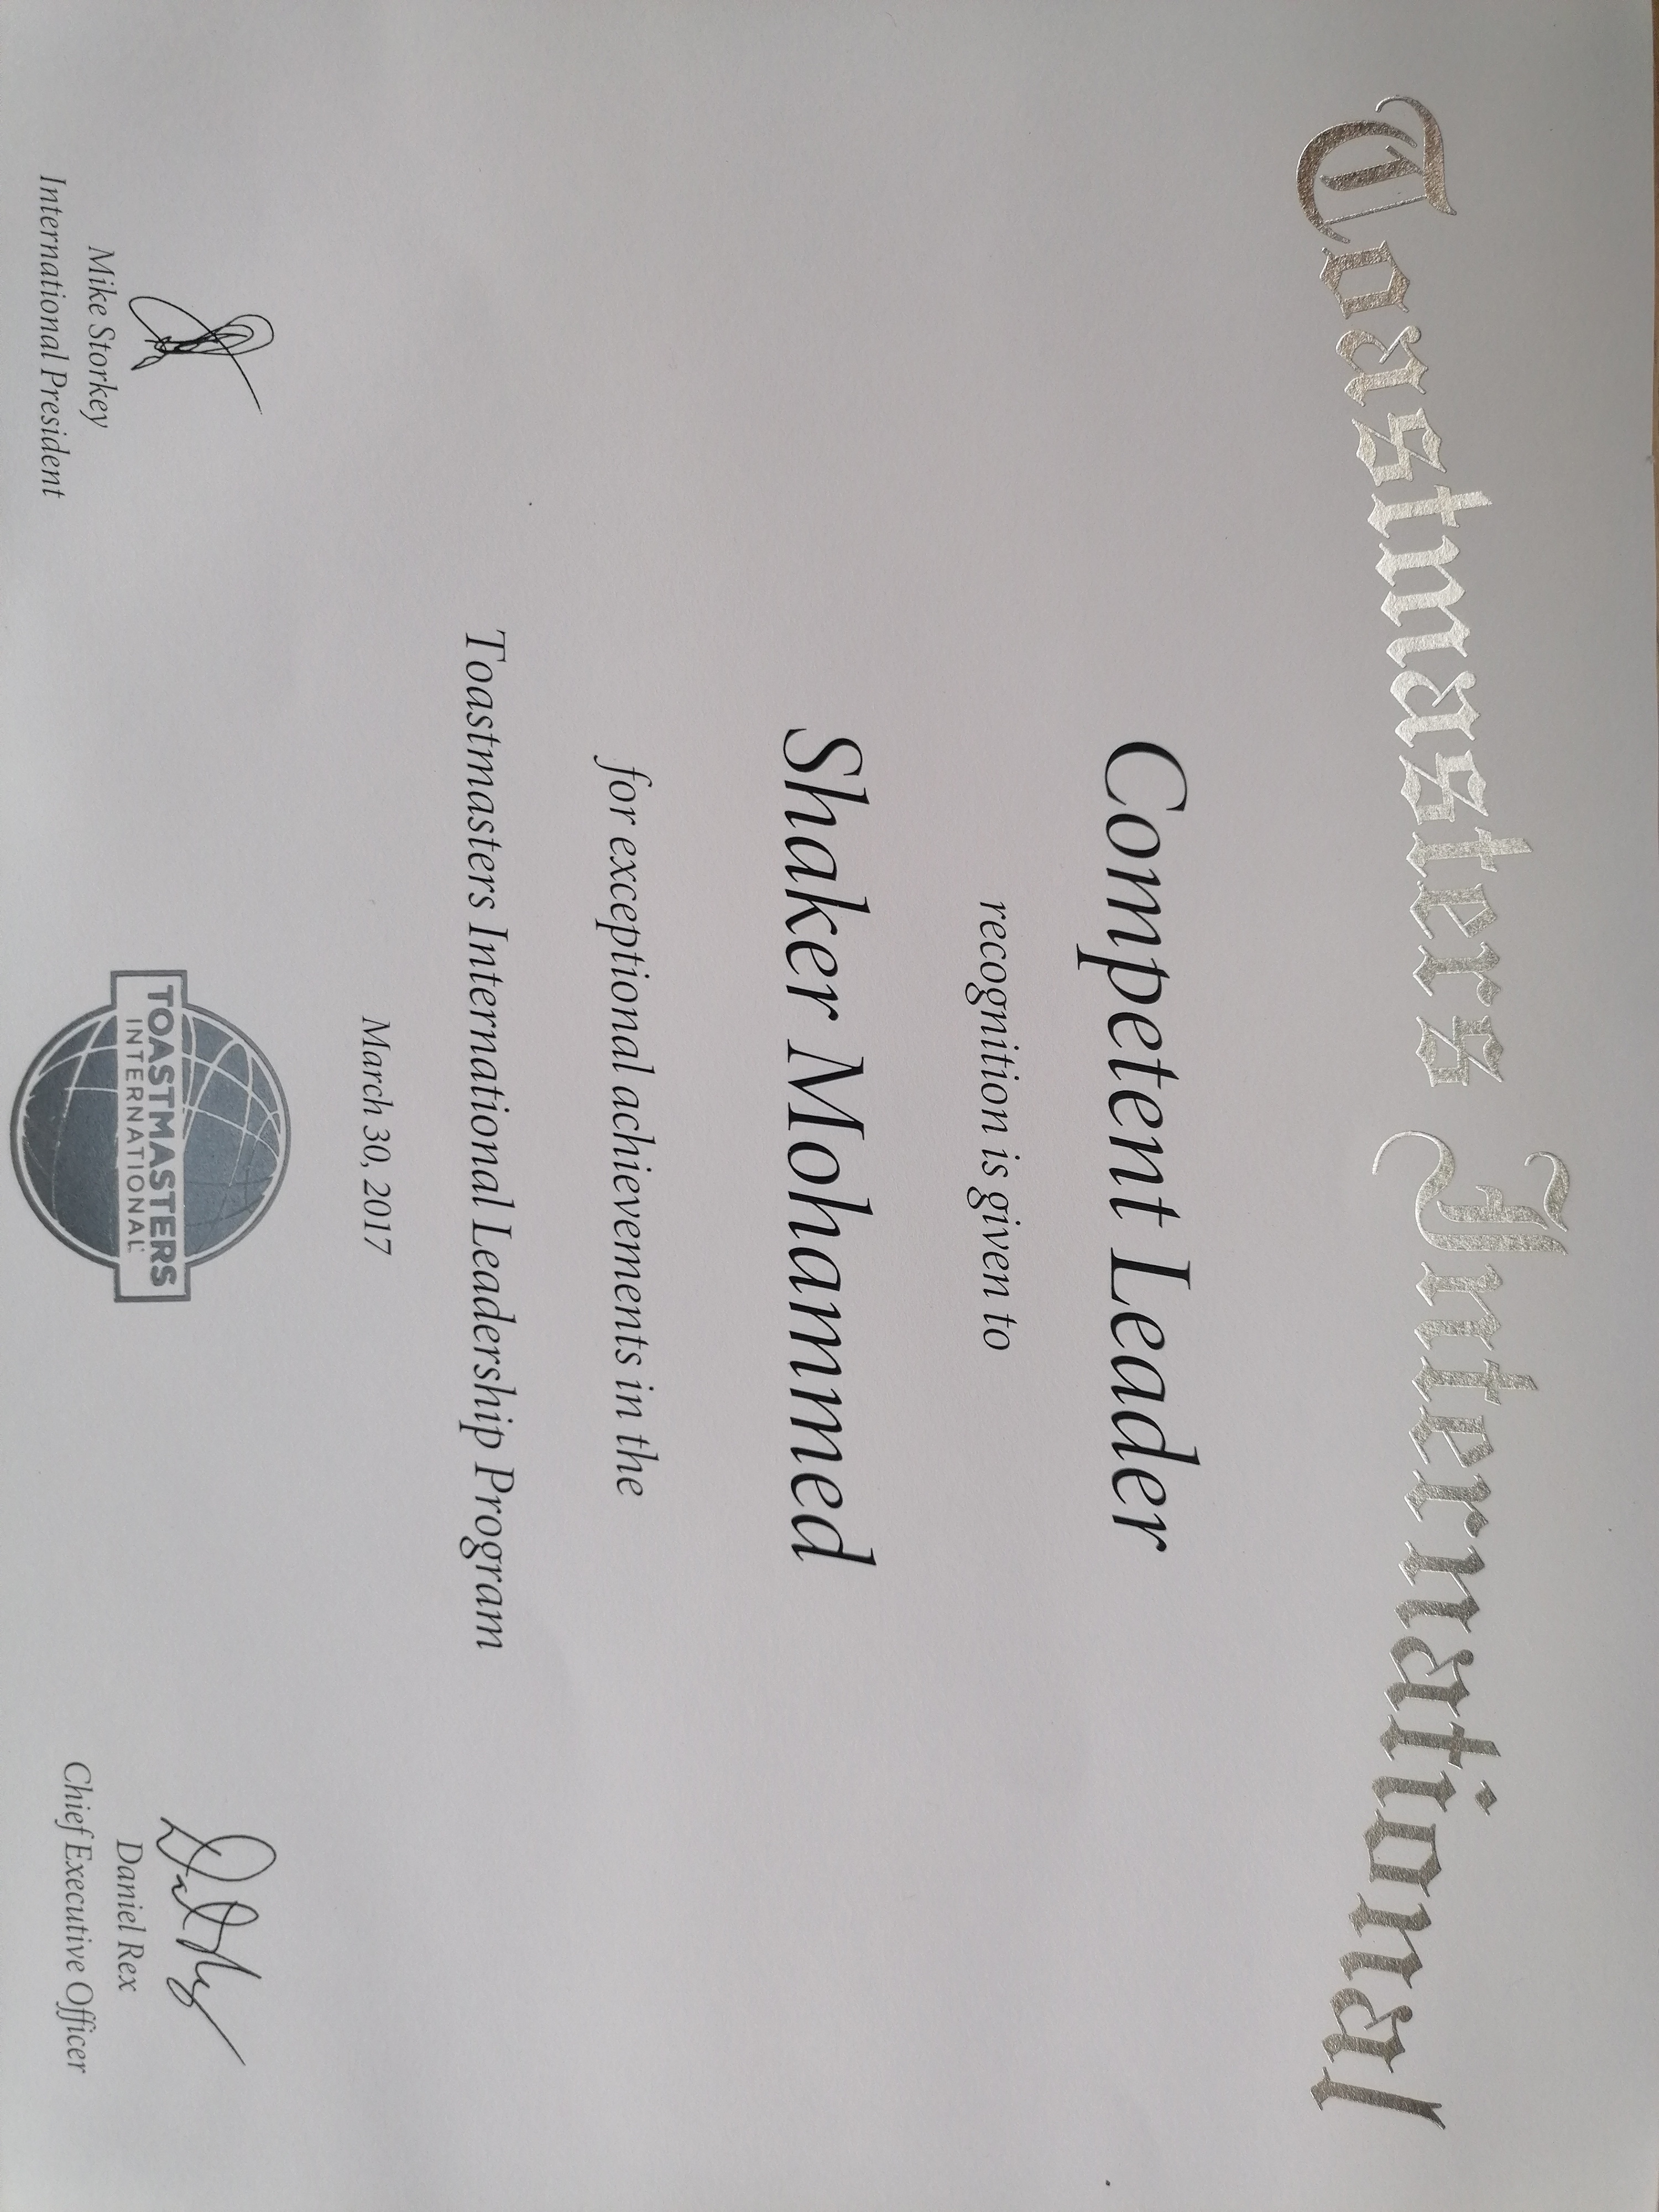 Toastmasters International
Competent Leader
recognition is given to
Shaker Mohammed
for exceptional achievements in the
Toastmasters International Leadership Program
March 30, 2017
Mike Storkey
International President
TOASTMASTERS
INTERNATIONAL
Daniel Rex
Chief Executive Officer